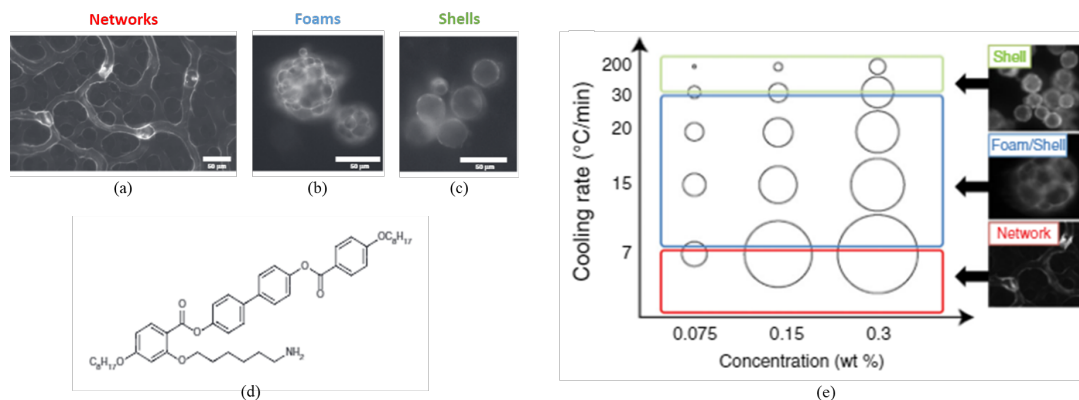 Networks
Foams
Shells
50 µm
50 µm
50 µm
(a)
(b)
(c)
OC8H17
O
O
O
O
C8H17O
O
NH2
(d)
Cooling rate (°C/min)
200
30
20
15
7
0.075
0.15
0.3
Concentration (wt %)
Shell
Foam/Shell
Network
(e)